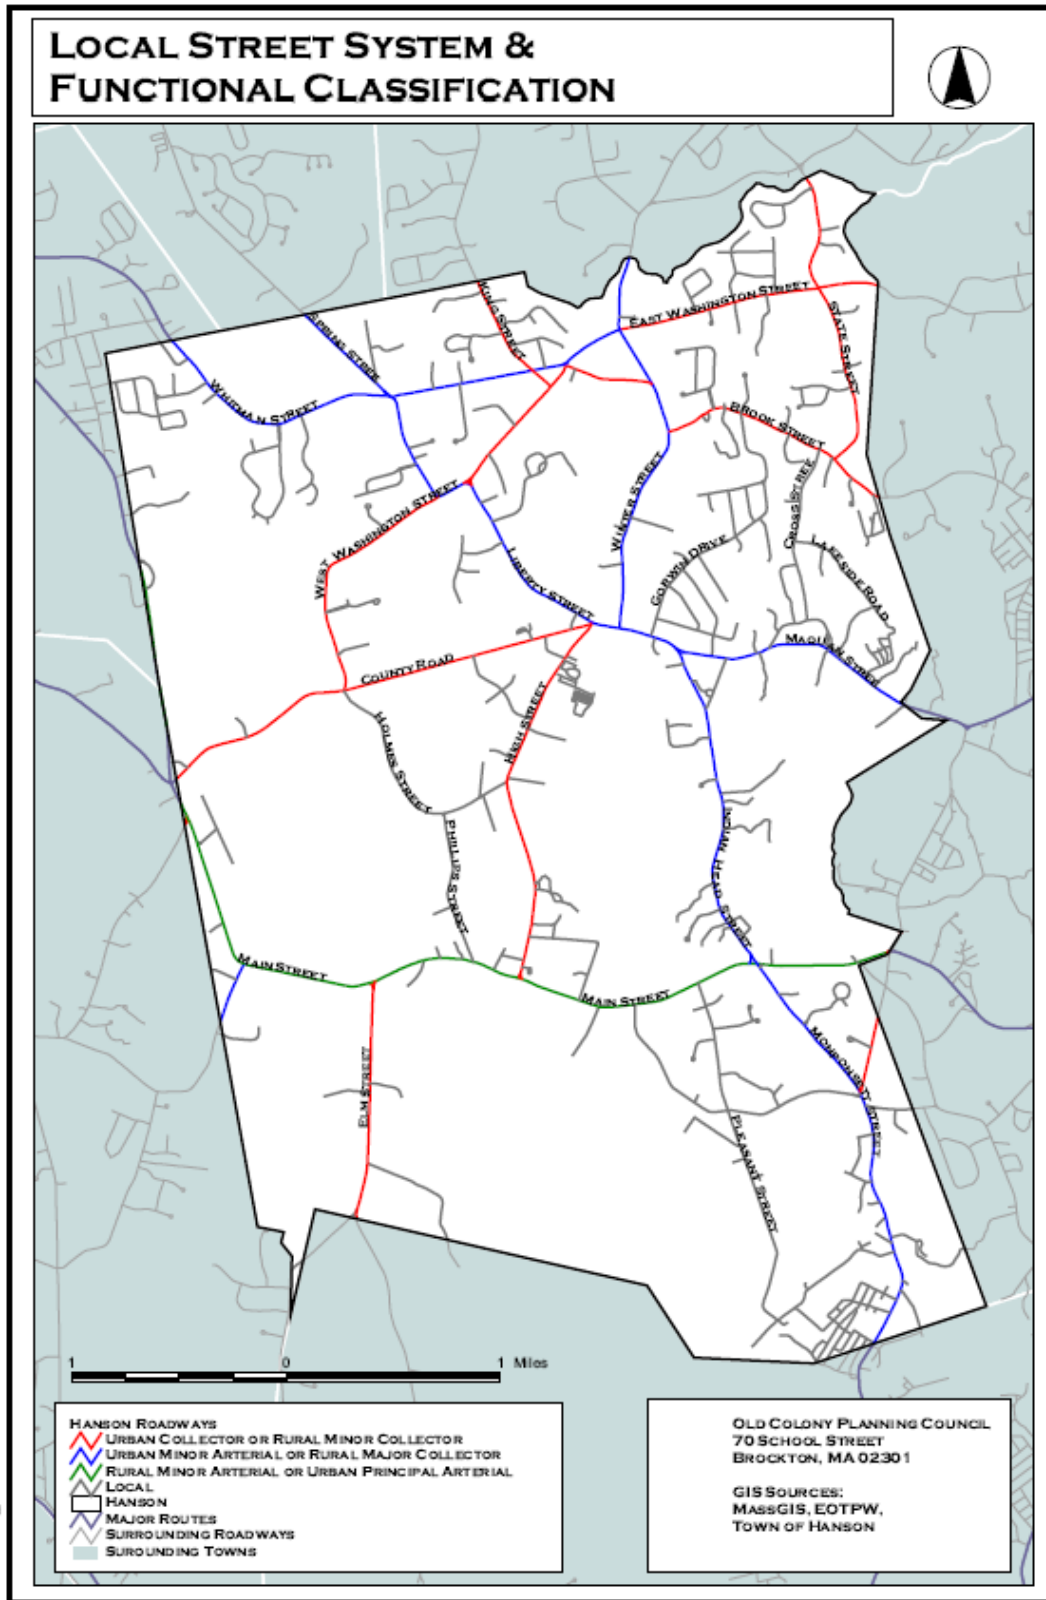 LOCAL STREET SYSTEM &
FUNCTIONAL CLASSIFICATION
KING STREET
EAST WASHINGTON STREET
SPRING STREE
STATE STREET
WHITMAN STREET
BROOK STREET
WEST WASHINGTON STREET
WINTER STREET
CROSS STREE
LIBERTY STREET
GORWIN DRIVE
LAKESIDE ROAD
MAQUAN STREE
COUNTY ROAD
HOLMES STREET
HIGH STREET
PHILLIPS STREET
INDIAN HEAD STREET
MAIN STREET
MAIN STREET
ELM STREET
MONPONSETT STREET
PLEASANT STREET
1 0 1 Miles
HANSON ROADWAYS
URBAN COLLECTOR OR RURAL MINOR COLLECTOR
URBAN MINOR ARTERIAL OR RURAL MAJOR COLLECTOR
RURAL MINOR ARTERIAL OR URBAN PRINCIPAL ARTERIAL
LOCAL
HANSON
MAJOR ROUTES
SURROUNDING ROADWAYS
SUROUNDING TOWNS
OLD COLONY PLANNING COUNCIL
70 SCHOOL STREET
BROCKTON, MA 02301
GIS SOURCES:
MASSGIS, EOTPW,
TOWN OF HANSON